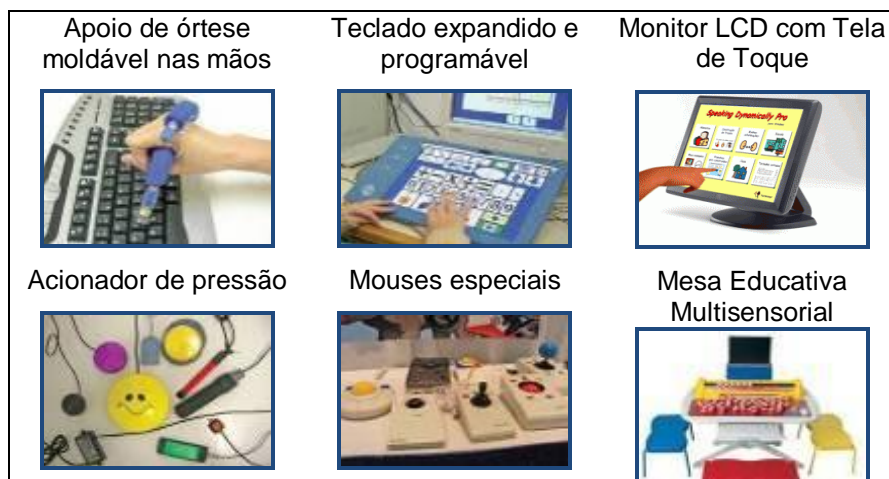 Apoio de órtese
moldável nas mãos
Teclado expandido e
programável
Monitor LCD com Tela
de Toque
Speaking Dynamically Pro
Acionador de pressão
Mouses especiais
Mesa Educativa
Multisensorial